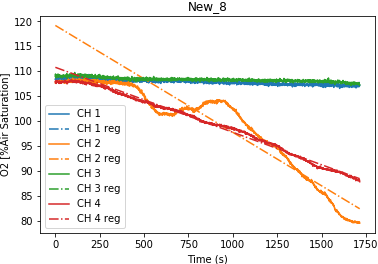 New_8
O2 [%Air Saturation]
120
115
110
105
100
95
90
85
80
CH 1
CH 1 reg
CH 2
CH 2 reg
CH 3
CH 3 reg
CH 4
CH 4 reg
0 250 500 750 1000 1250 1500 1750
Time (s)